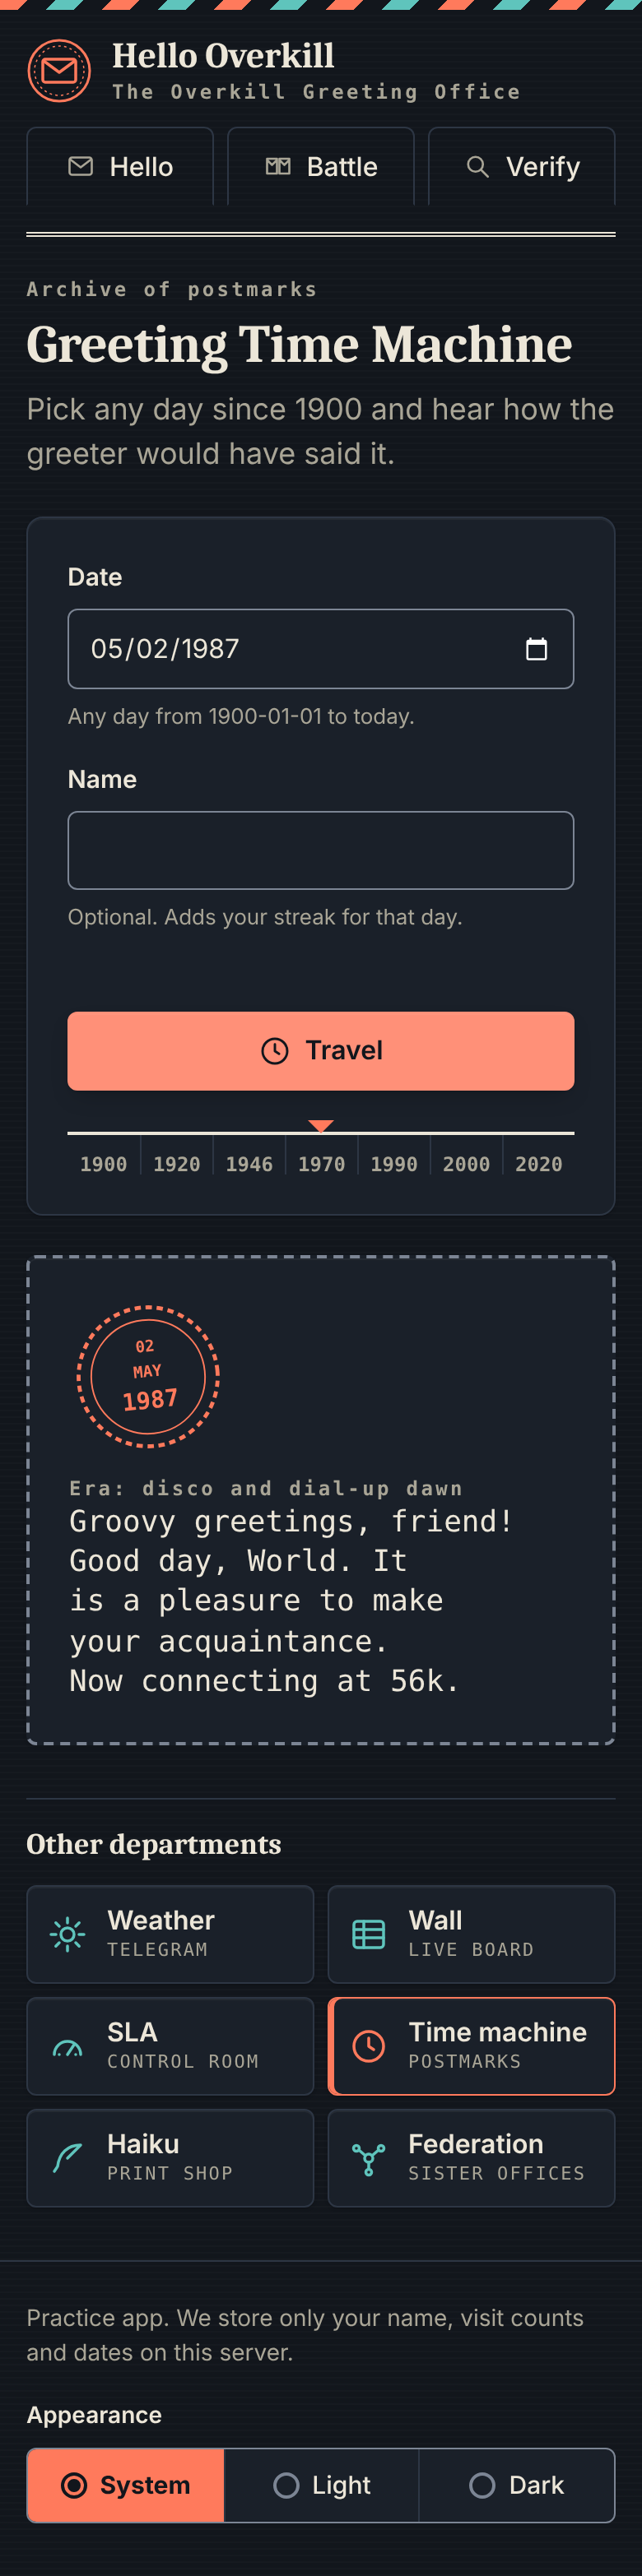 Hello Overkill
The Overkill Greeting Office
Hello
Battle
Verify
Archive of postmarks
Greeting Time Machine
Pick any day since 1900 and hear how the
greeter would have said it.
Date
05/02/1987
Any day from 1900-01-01 to today.
Name
Optional. Adds your streak for that day.
Travel
1900 1920 1946 1970 1990 2000 2020
02
MAY
1987
Era: disco and dial-up dawn
Groovy greetings, friend!
Good day, World. It
is a pleasure to make
your acquaintance.
Now connecting at 56k.
Other departments
Weather
TELEGRAM
Wall
LIVE BOARD
SLA
CONTROL ROOM
Time machine
POSTMARKS
Haiku
PRINT SHOP
Federation
SISTER OFFICES
Practice app. We store only your name, visit counts
and dates on this server.
Appearance
System
Light
Dark